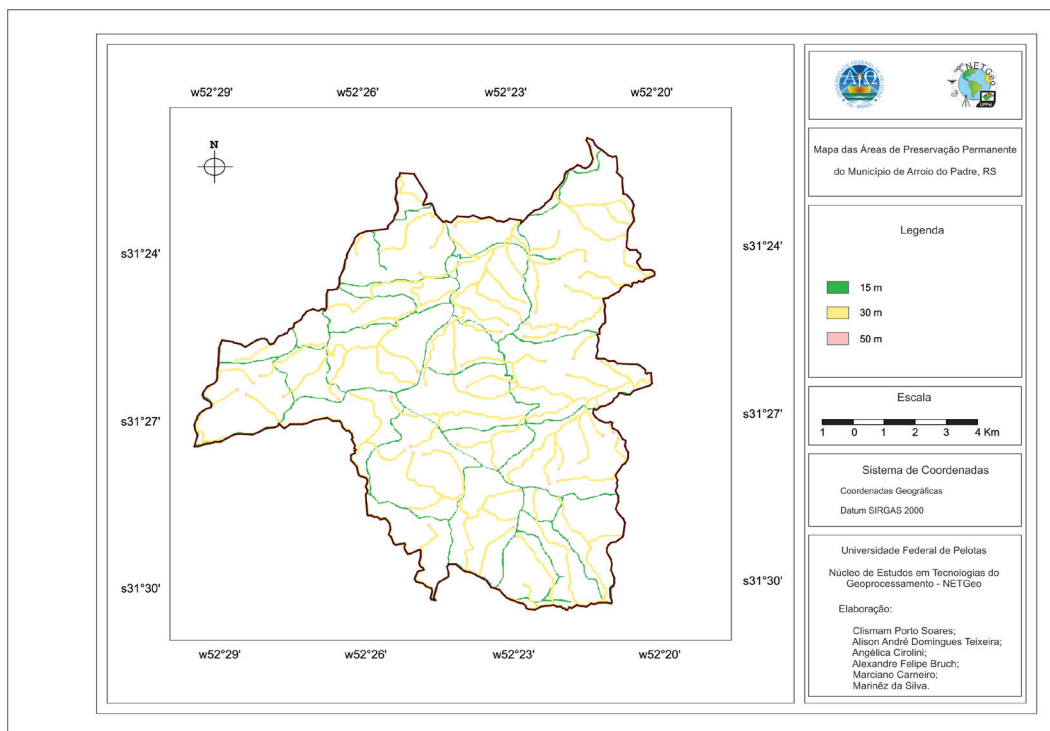 w52°29'
w52°26'
w52°23'
w52°20'
N
s31°24'
s31°24'
s31°27'
s31°27'
s31°30'
s31°30'
w52°29'
w52°26'
w52°23'
w52°20'
ΑΩ
NETGeo
UFPel
Mapa das Áreas de Preservação Permanente
do Município de Arroio do Padre, RS
Legenda
15 m
30 m
50 m
Escala
1 0 1 2 3 4 Km
Sistema de Coordenadas
Coordenadas Geográficas
Datum SIRGAS 2000
Universidade Federal de Pelotas
Núcleo de Estudos em Tecnologias do
Geoprocessamento - NETGeo
Elaboração:
Clismam Porto Soares;
Alison André Domingues Teixeira;
Angélica Cirolini;
Alexandre Felipe Bruch;
Marciano Carneiro;
Marinêz da Silva.